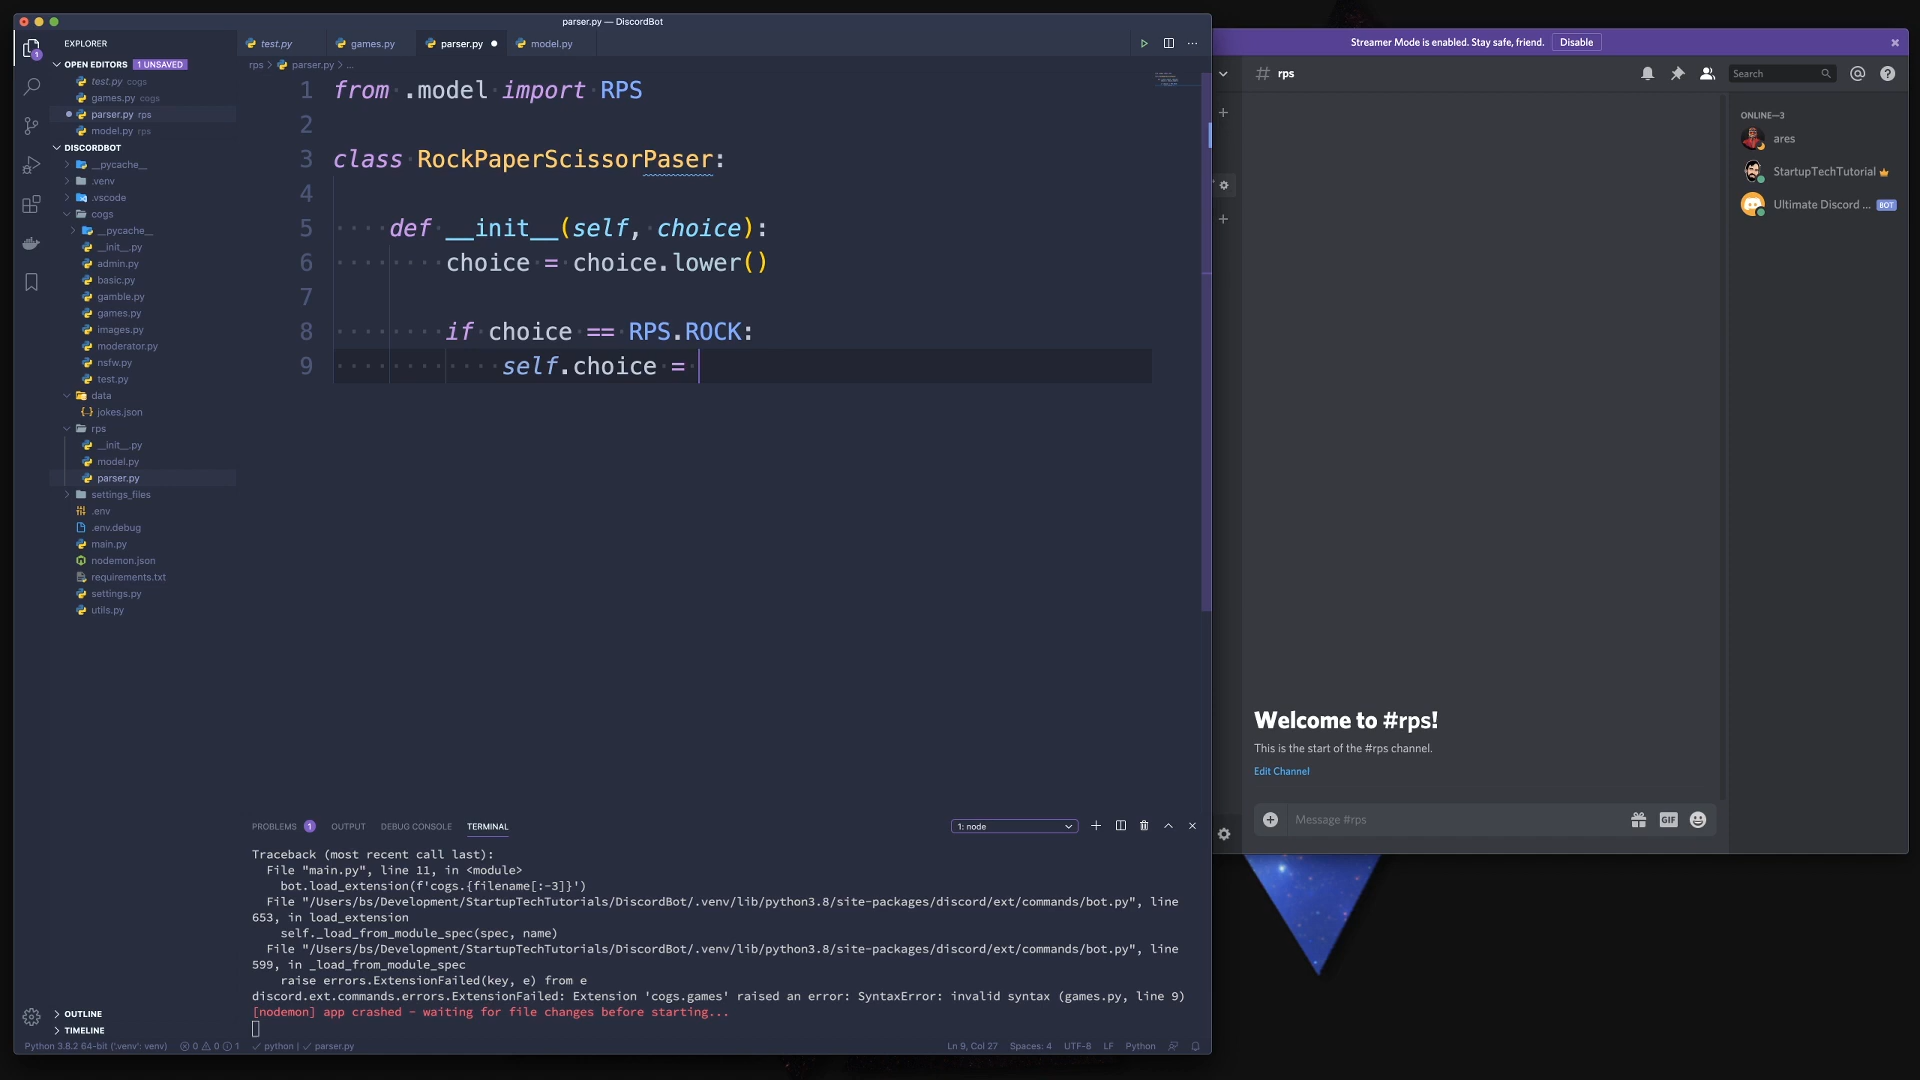 parser.py — DiscordBot
EXPLORER
OPEN EDITORS 1 UNSAVED
test.py cogs
games.py cogs
parser.py rps
model.py rps
DISCORDBOT
__pycache__
.venv
.vscode
cogs
__pycache__
__init__.py
admin.py
basic.py
gamble.py
games.py
images.py
moderator.py
nsfw.py
test.py
data
jokes.json
rps
__init__.py
model.py
parser.py
settings_files
.env
.env.debug
main.py
nodemon.json
requirements.txt
settings.py
utils.py
OUTLINE
TIMELINE
1
test.py games.py parser.py model.py
rps > parser.py > ...
1 from .model import RPS
2
3 class RockPaperScissorPaser:
4
5 def __init__(self, choice):
6 choice = choice.lower()
7
8 if choice == RPS.ROCK:
9 self.choice =
PROBLEMS 1 OUTPUT DEBUG CONSOLE TERMINAL 1: node
Traceback (most recent call last):
File "main.py", line 11, in <module>
bot.load_extension(f'cogs.{filename[:-3]}')
File "/Users/bs/Development/StartupTechTutorials/DiscordBot/.venv/lib/python3.8/site-packages/discord/ext/commands/bot.py", line
653, in load_extension
self._load_from_module_spec(spec, name)
File "/Users/bs/Development/StartupTechTutorials/DiscordBot/.venv/lib/python3.8/site-packages/discord/ext/commands/bot.py", line
599, in _load_from_module_spec
raise errors.ExtensionFailed(key, e) from e
discord.ext.commands.errors.ExtensionFailed: Extension 'cogs.games' raised an error: SyntaxError: invalid syntax (games.py, line 9)
[nodemon] app crashed - waiting for file changes before starting...
Python 3.8.2 64-bit ('.venv': venv) 0 0 1 python | parser.py Ln 9, Col 27 Spaces: 4 UTF-8 LF Python
Streamer Mode is enabled. Stay safe, friend. Disable
# rps Search
ONLINE—3
ares
StartupTechTutorial
Ultimate Discord ... BOT
Welcome to #rps!
This is the start of the #rps channel.
Edit Channel
Message #rps GIF